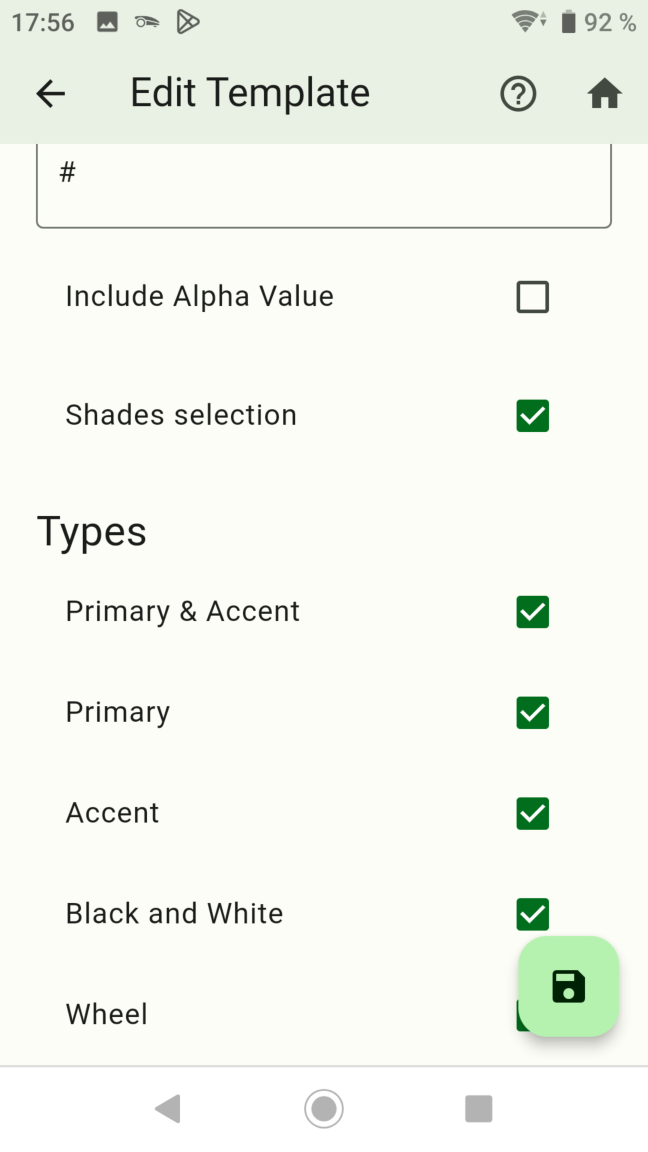 17:56
92 %
Edit Template
#
Include Alpha Value
Shades selection
Types
Primary & Accent
Primary
Accent
Black and White
Wheel